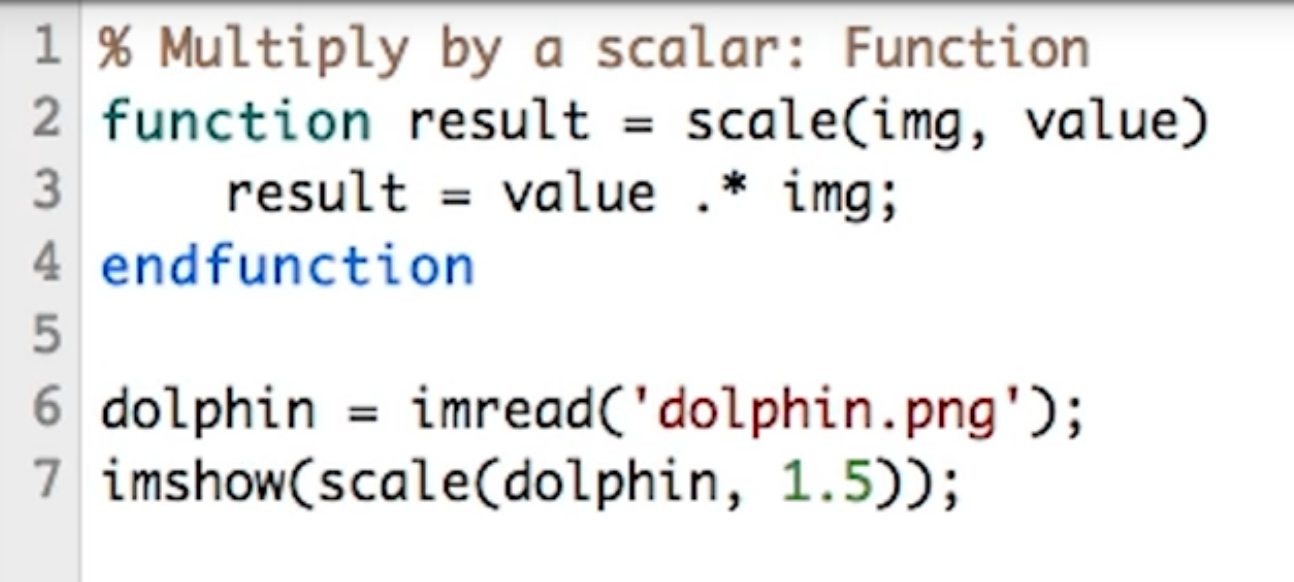 1 % Multiply by a scalar: Function
2 function result = scale(img, value)
3     result = value .* img;
4 endfunction
5
6 dolphin = imread('dolphin.png');
7 imshow(scale(dolphin, 1.5));